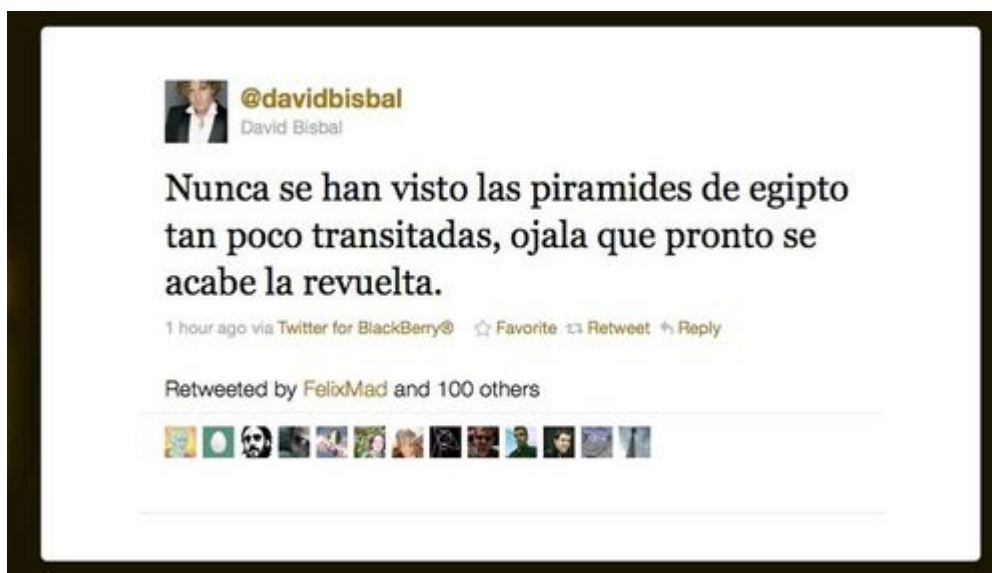 @davidbisbal
David Bisbal
Nunca se han visto las piramides de egipto
tan poco transitadas, ojala que pronto se
acabe la revuelta.
1 hour ago via Twitter for BlackBerry® Favorite Retweet Reply
Retweeted by FelixMad and 100 others